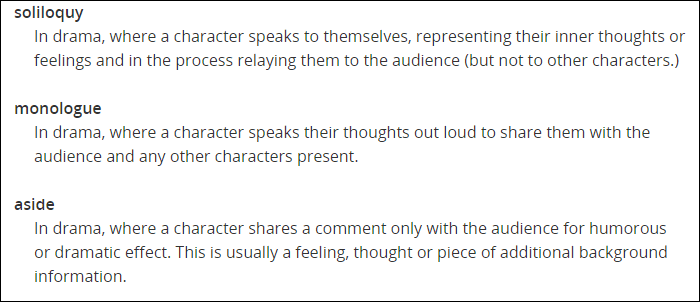 soliloquy
In drama, where a character speaks to themselves, representing their inner thoughts or
feelings and in the process relaying them to the audience (but not to other characters.)
monologue
In drama, where a character speaks their thoughts out loud to share them with the
audience and any other characters present.
aside
In drama, where a character shares a comment only with the audience for humorous
or dramatic effect. This is usually a feeling, thought or piece of additional background
information.